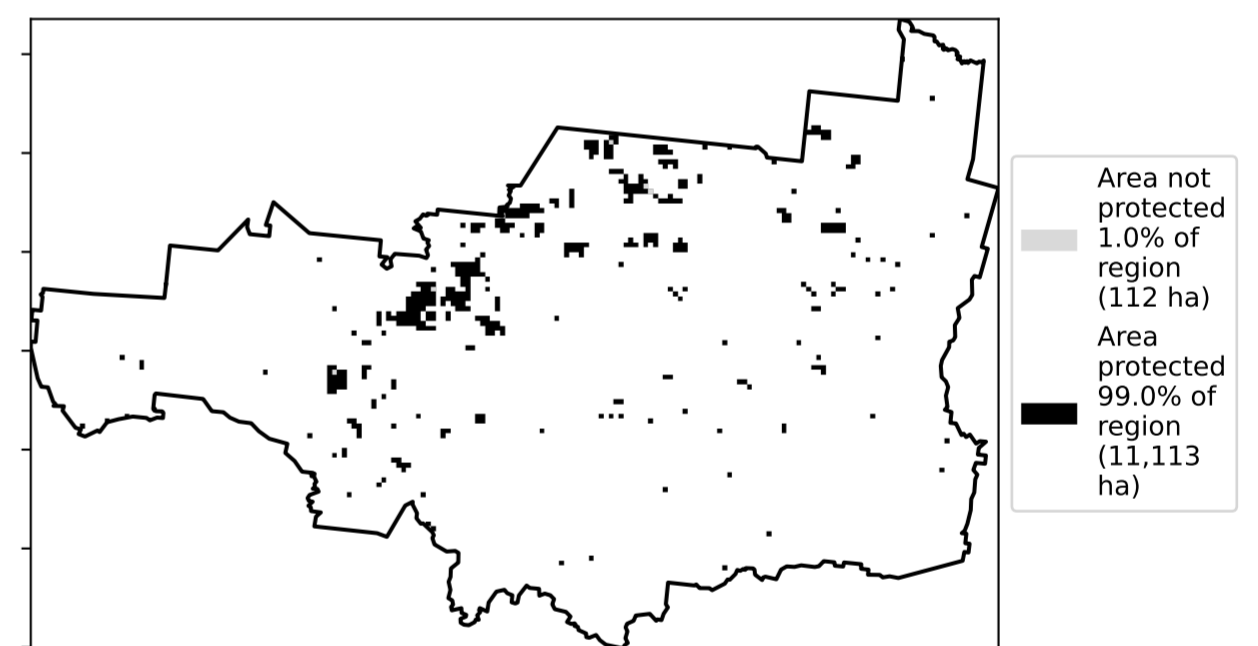 Area not
protected
1.0% of
region
(112 ha)
Area
protected
99.0% of
region
(11,113
ha)